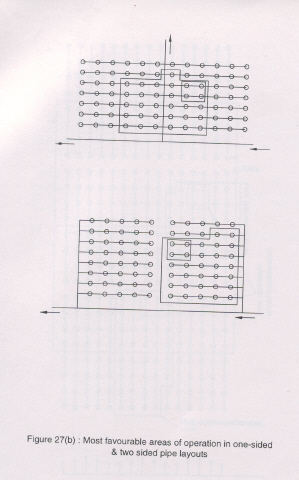 Figure 27(b) : Most favourable areas of operation in one-sided
& two sided pipe layouts